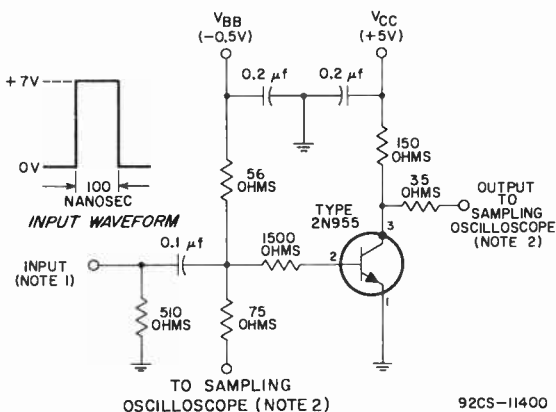 VBB
(-0.5V)
VCC
(+5V)
0.2 μf
0.2 μf
+7V
0V
100
NANOSEC
INPUT WAVEFORM
56
OHMS
150
OHMS
35
OHMS
OUTPUT
TO
SAMPLING
OSCILLOSCOPE
(NOTE 2)
TYPE
2N955
3
0.1 μf
1500
OHMS
2
INPUT
(NOTE 1)
1
510
OHMS
75
OHMS
TO SAMPLING
OSCILLOSCOPE (NOTE 2)
92CS-11400